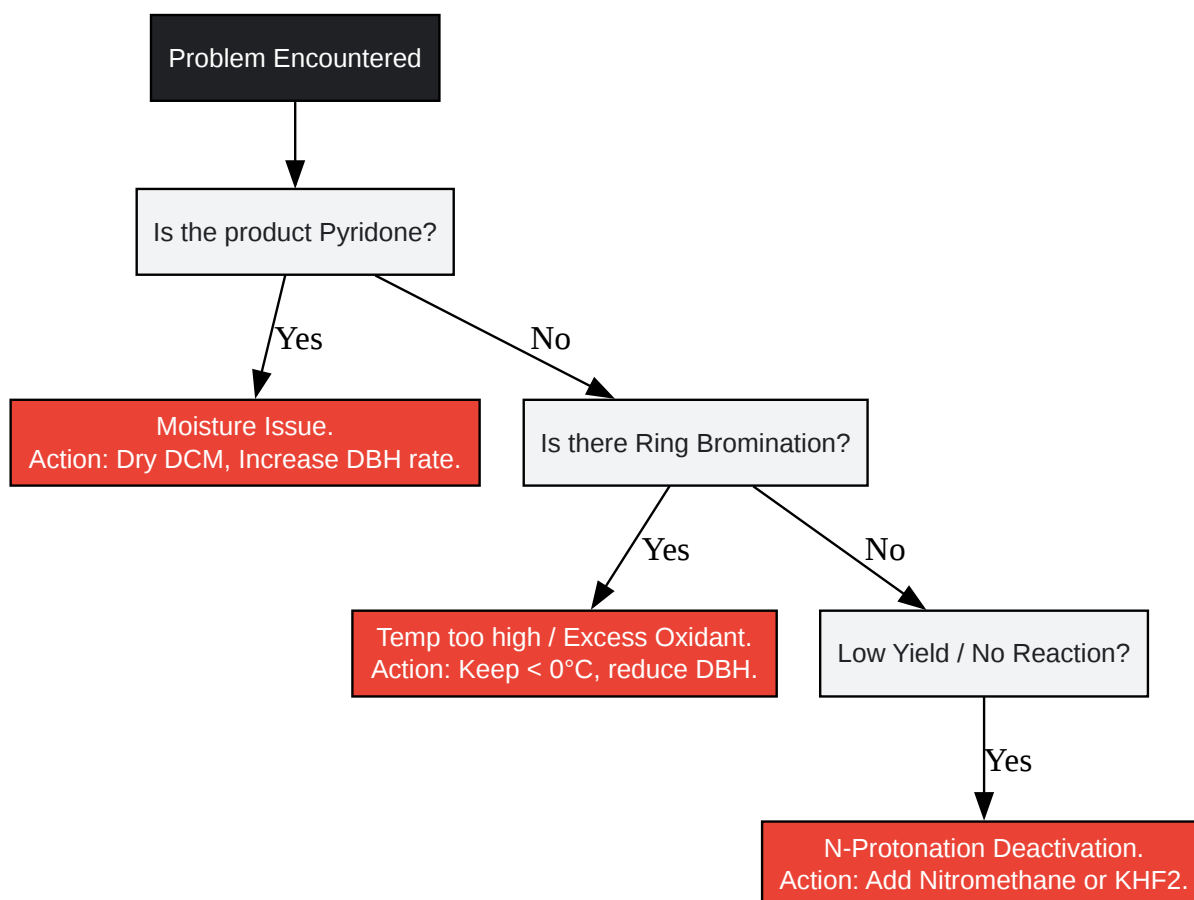 Problem Encountered
Is the product Pyridone?
Yes
No
Moisture Issue.
Action: Dry DCM, Increase DBH rate.
Is there Ring Bromination?
Yes
No
Temp too high / Excess Oxidant.
Action: Keep < 0°C, reduce DBH.
Low Yield / No Reaction?
Yes
N-Protonation Deactivation.
Action: Add Nitromethane or KHF2.